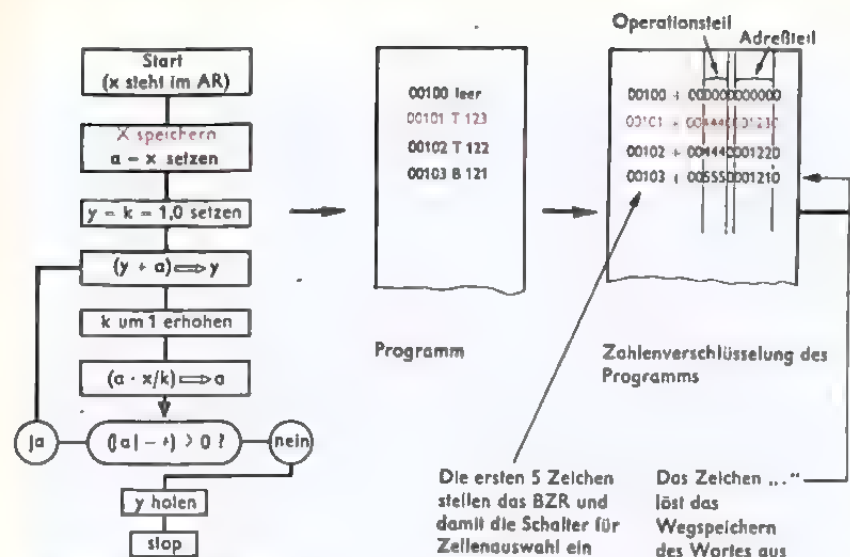 Start
(x steht im AR)
X speichern
a = x setzen
y = k = 1,0 setzen
(y + a) ⟹ y
k um 1 erhöhen
(a · x/k) ⟹ a
ja
nein
y holen
stop
00100 leer
00101 T 123
00102 T 122
00103 B 121
Programm
Operationsteil
Adreßteil
00100 + 000000000000
00101 + 004440001230
00102 + 004440001220
00103 + 005550001210
Zahlenverschlüsselung des
Programms
Die ersten 5 Zeichen
stellen das BZR und
damit die Schalter für
Zellenauswahl ein
Das Zeichen „.“
löst das
Wegspeichern
des Wortes aus